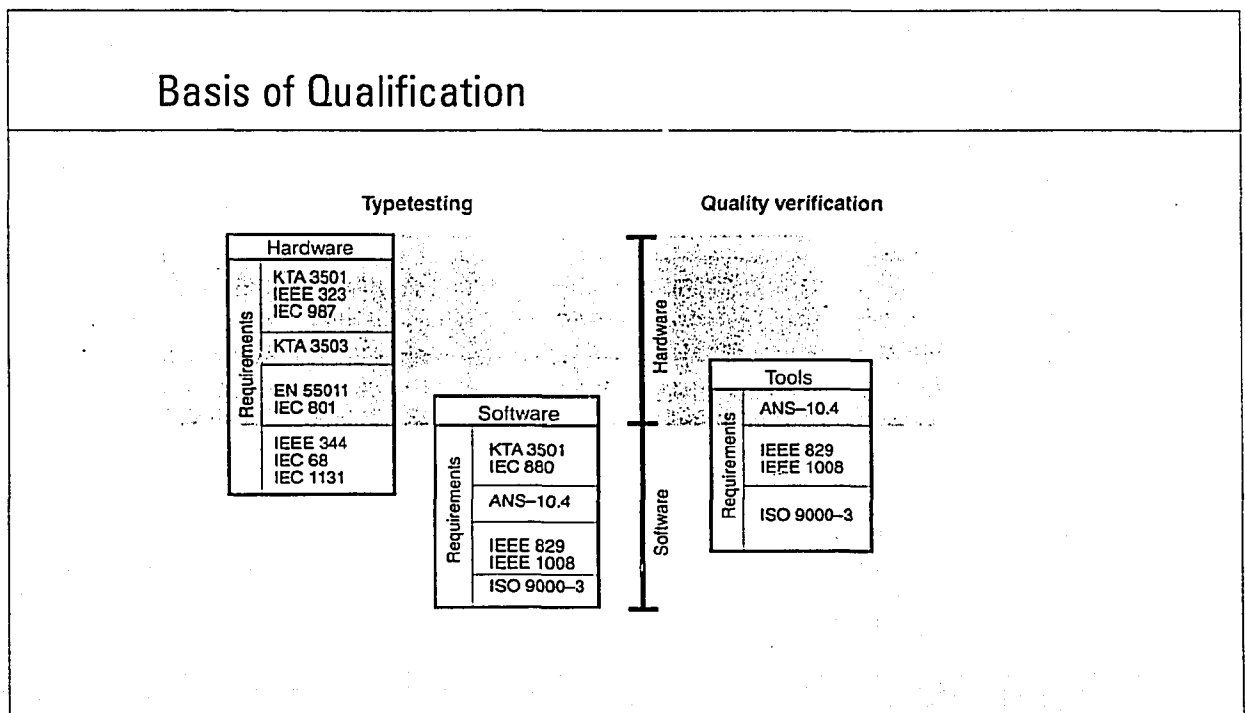 Basis of Qualification
Typetesting
Quality verification
Hardware
Requirements
KTA 3501
IEEE 323
IEC 987
KTA 3503
EN 55011
IEC 801
IEEE 344
IEC 68
IEC 1131
Software
Requirements
KTA 3501
IEC 880
ANS–10.4
IEEE 829
IEEE 1008
ISO 9000–3
Hardware
Software
Tools
Requirements
ANS–10.4
IEEE 829
IEEE 1008
ISO 9000–3